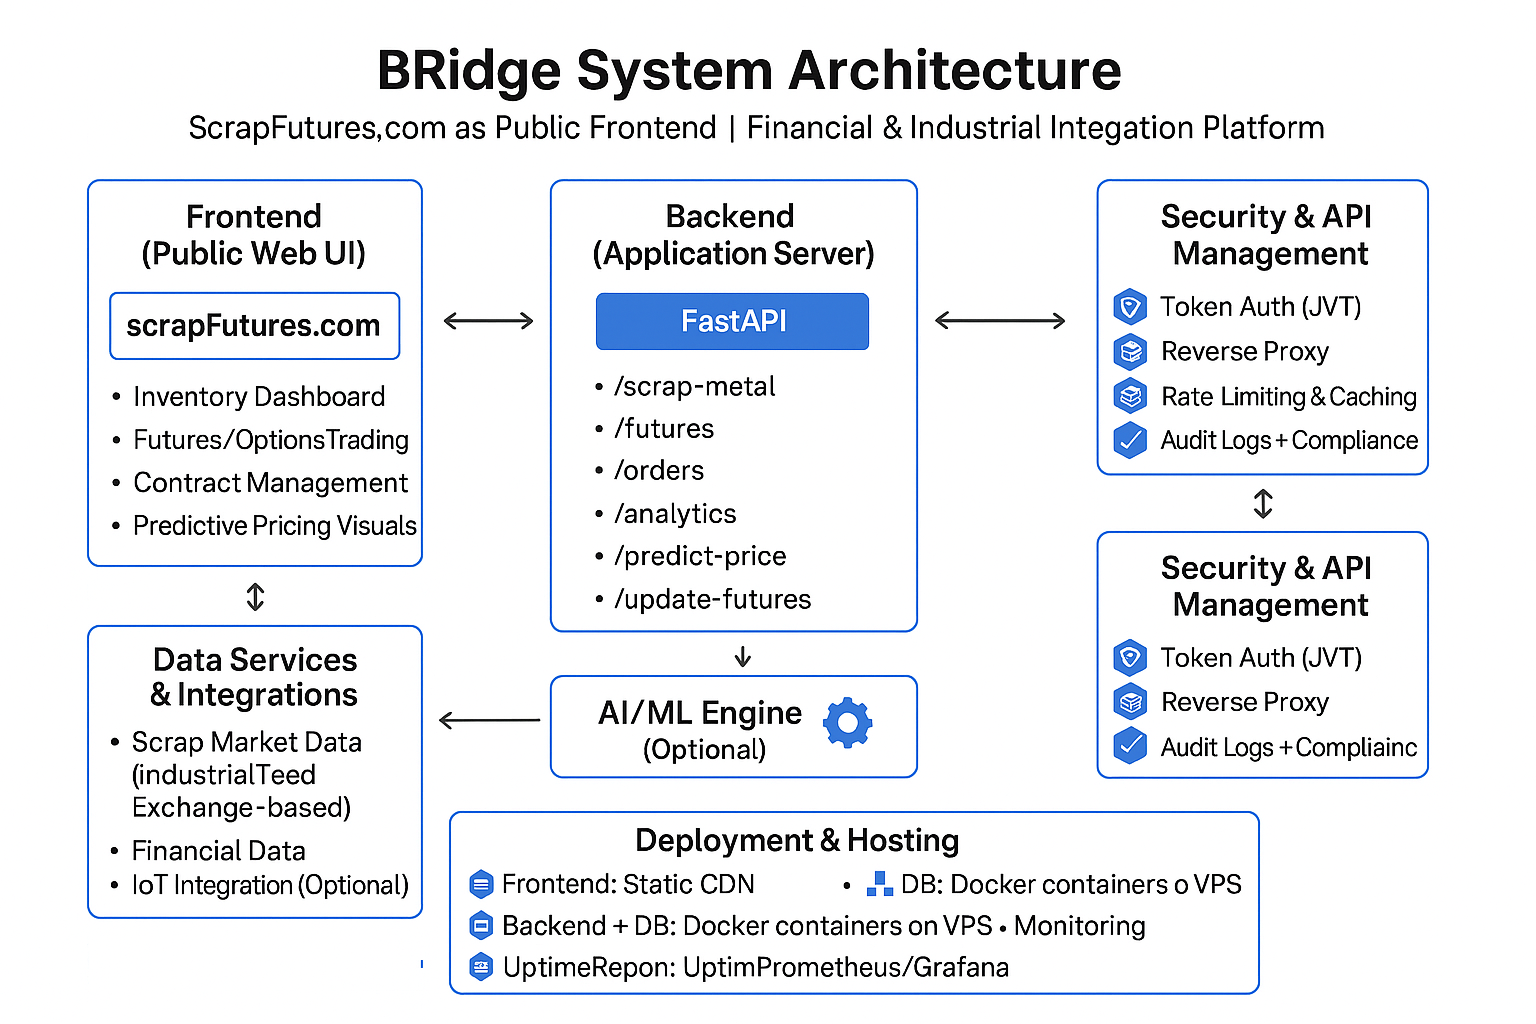 BRidge System Architecture
ScrapFutures,com as Public Frontend | Financial & Industrial Integation Platform
Frontend
(Public Web UI)
scrapFutures.com
• Inventory Dashboard
• Futures/OptionsTrading
• Contract Management
• Predictive Pricing Visuals
Backend
(Application Server)
FastAPI
• /scrap-metal
• /futures
• /orders
• /analytics
• /predict-price
• /update-futures
Security & API
Management
Token Auth (JVT)
Reverse Proxy
Rate Limiting & Caching
Audit Logs + Compliance
Data Services
& Integrations
• Scrap Market Data
(industrialTeed
Exchange-based)
• Financial Data
• IoT Integration (Optional)
AI/ML Engine
(Optional)
Security & API
Management
Token Auth (JVT)
Reverse Proxy
Audit Logs + Compliainc
Deployment & Hosting
Frontend: Static CDN
• DB: Docker containers o VPS
Backend + DB: Docker containers on VPS • Monitoring
UptimeRepon: UptimPrometheus/Grafana